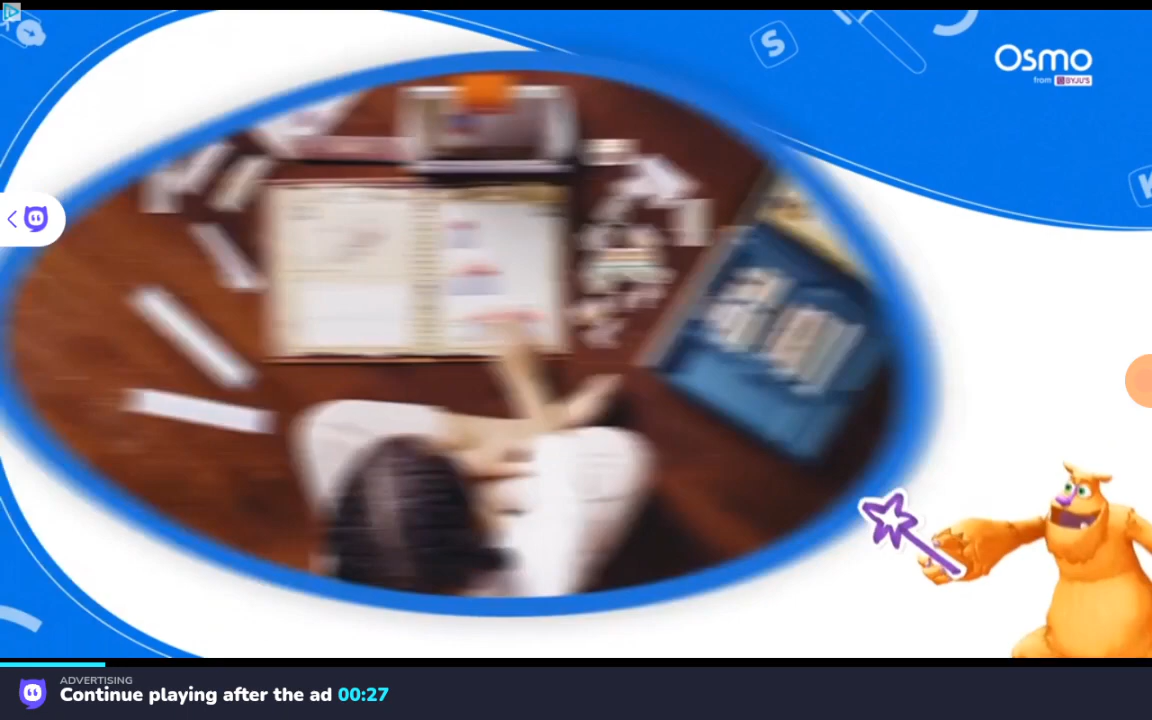 S
Osmo
from BYJU'S
K
ADVERTISING
Continue playing after the ad 00:27